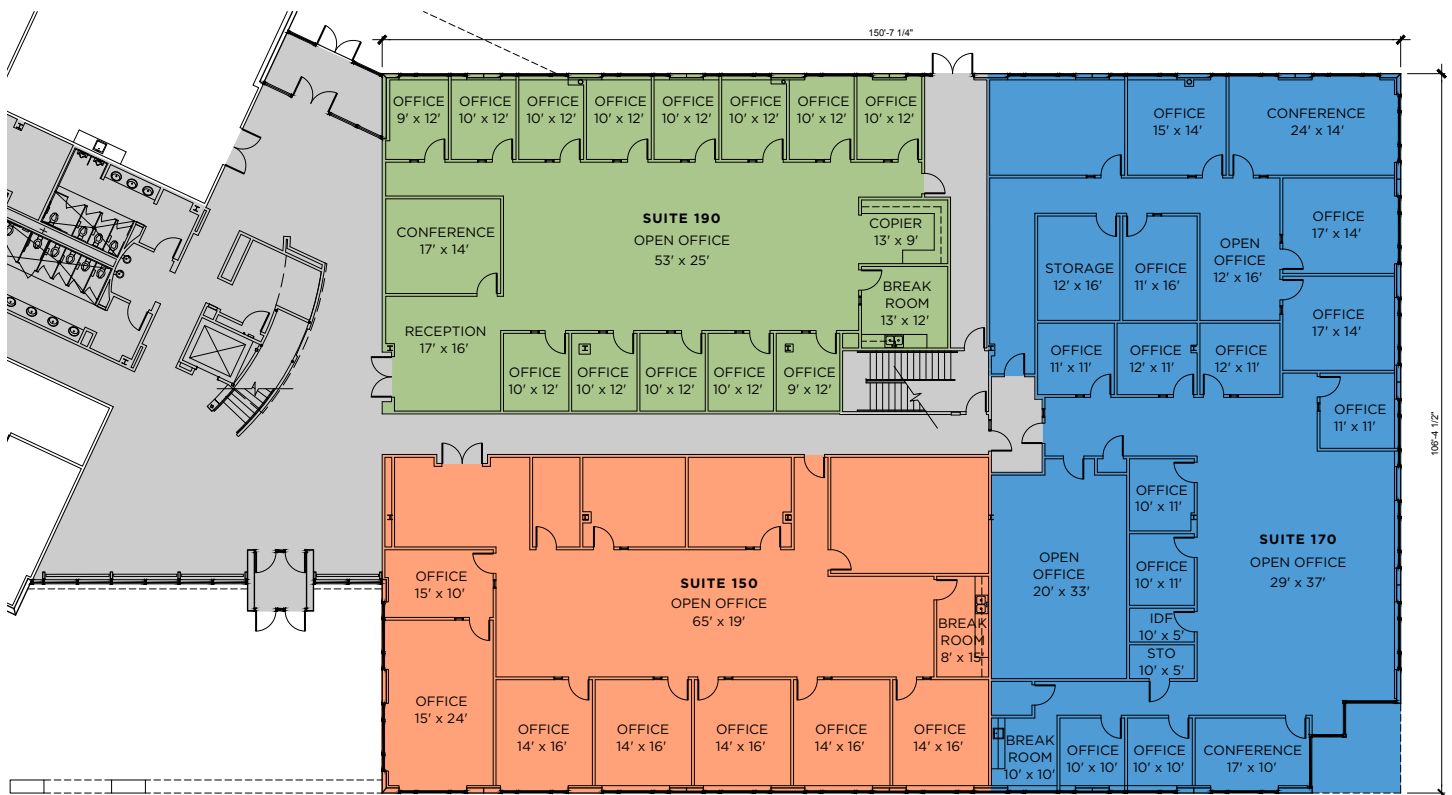 150'-7 1/4"
106'-4 1/2"
OFFICE
9' x 12'
OFFICE
10' x 12'
OFFICE
10' x 12'
OFFICE
10' x 12'
OFFICE
10' x 12'
OFFICE
10' x 12'
OFFICE
10' x 12'
OFFICE
10' x 12'
SUITE 190
OPEN OFFICE
53' x 25'
CONFERENCE
17' x 14'
COPIER
13' x 9'
BREAK
ROOM
13' x 12'
RECEPTION
17' x 16'
OFFICE
10' x 12'
OFFICE
10' x 12'
OFFICE
10' x 12'
OFFICE
10' x 12'
OFFICE
9' x 12'
OFFICE
15' x 14'
CONFERENCE
24' x 14'
OFFICE
17' x 14'
OPEN
OFFICE
12' x 16'
STORAGE
12' x 16'
OFFICE
11' x 16'
OFFICE
17' x 14'
OFFICE
11' x 11'
OFFICE
12' x 11'
OFFICE
12' x 11'
OFFICE
11' x 11'
OFFICE
10' x 11'
SUITE 170
OPEN OFFICE
29' x 37'
OPEN
OFFICE
20' x 33'
OFFICE
10' x 11'
IDF
10' x 5'
STO
10' x 5'
BREAK
ROOM
10' x 10'
OFFICE
10' x 10'
OFFICE
10' x 10'
CONFERENCE
17' x 10'
OFFICE
15' x 10'
SUITE 150
OPEN OFFICE
65' x 19'
BREAK
ROOM
8' x 15'
OFFICE
15' x 24'
OFFICE
14' x 16'
OFFICE
14' x 16'
OFFICE
14' x 16'
OFFICE
14' x 16'
OFFICE
14' x 16'